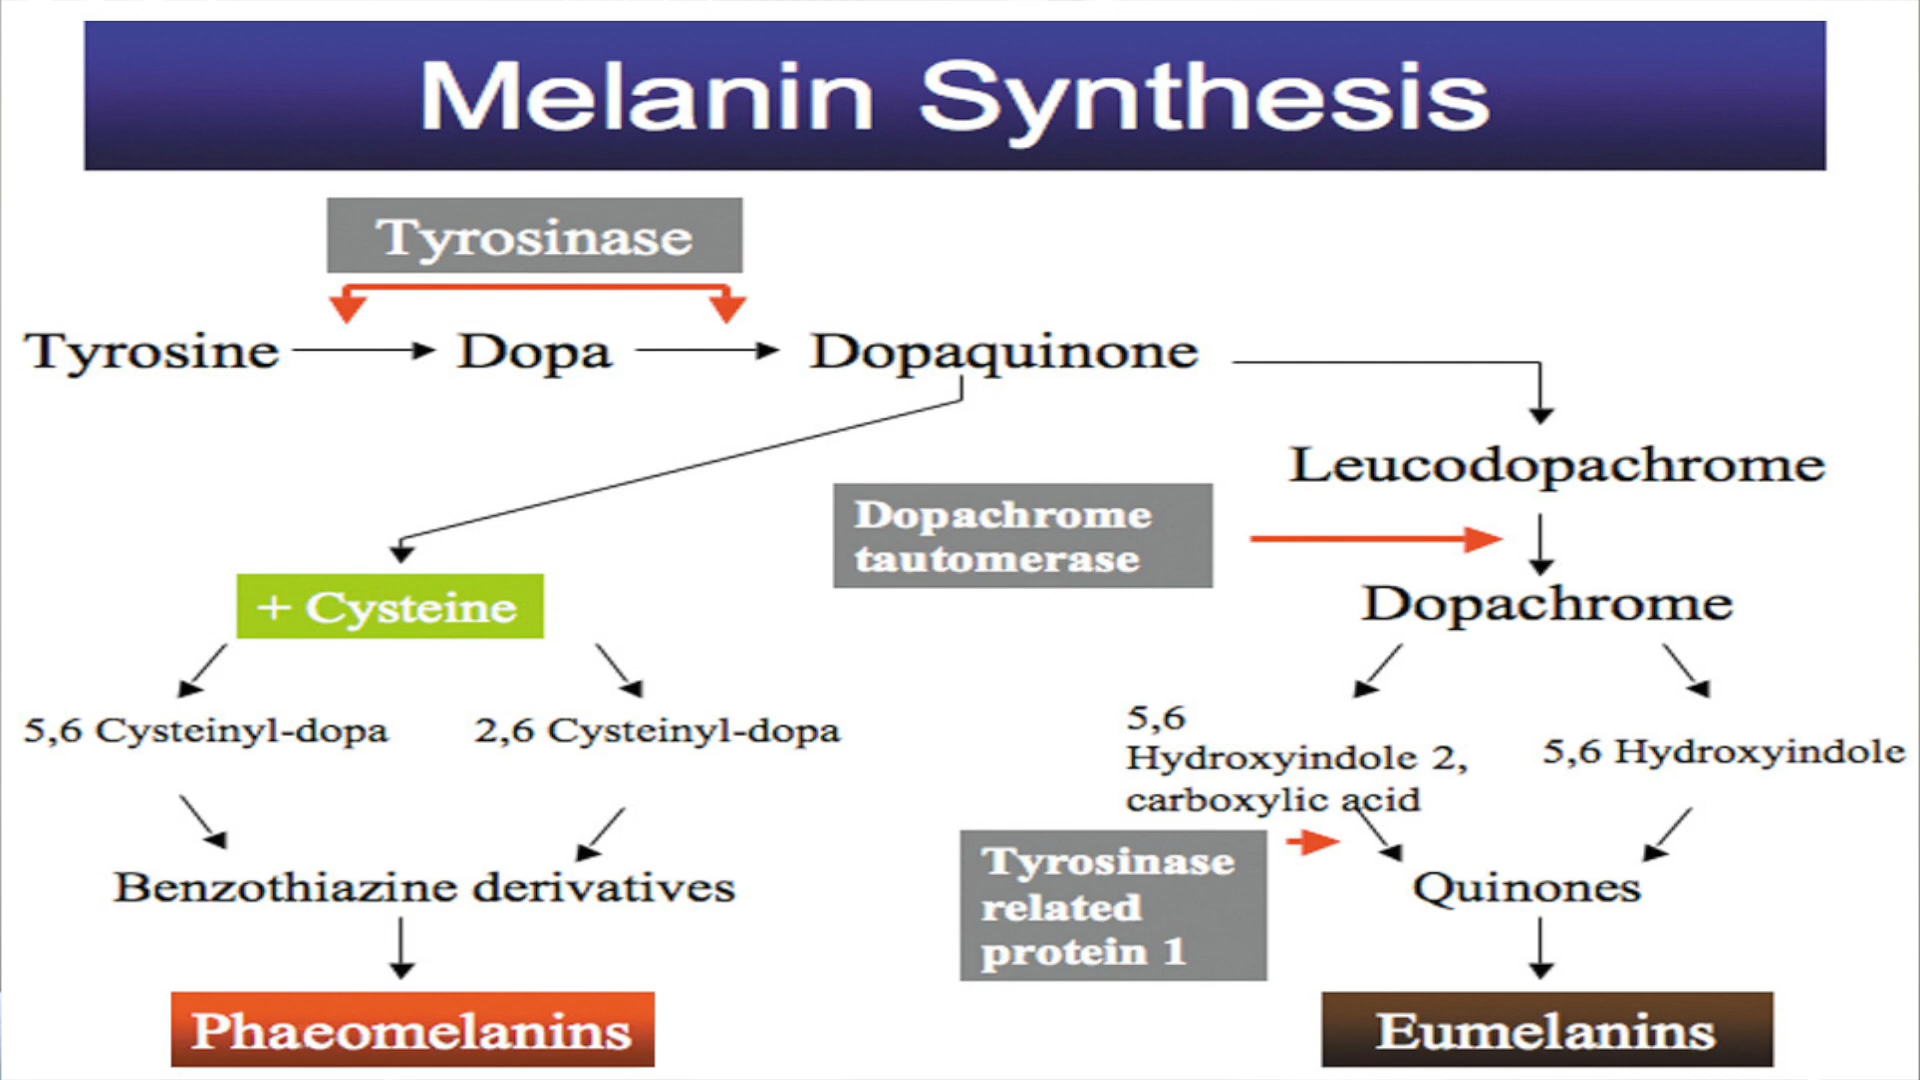 Melanin Synthesis
Tyrosinase
Tyrosine
Dopa
Dopaquinone
Leucodopachrome
Dopachrome
tautomerase
+ Cysteine
Dopachrome
5,6 Cysteinyl-dopa
2,6 Cysteinyl-dopa
5,6
Hydroxyindole 2,
carboxylic acid
5,6 Hydroxyindole
Tyrosinase
related
protein 1
Benzothiazine derivatives
Quinones
Phaeomelanins
Eumelanins